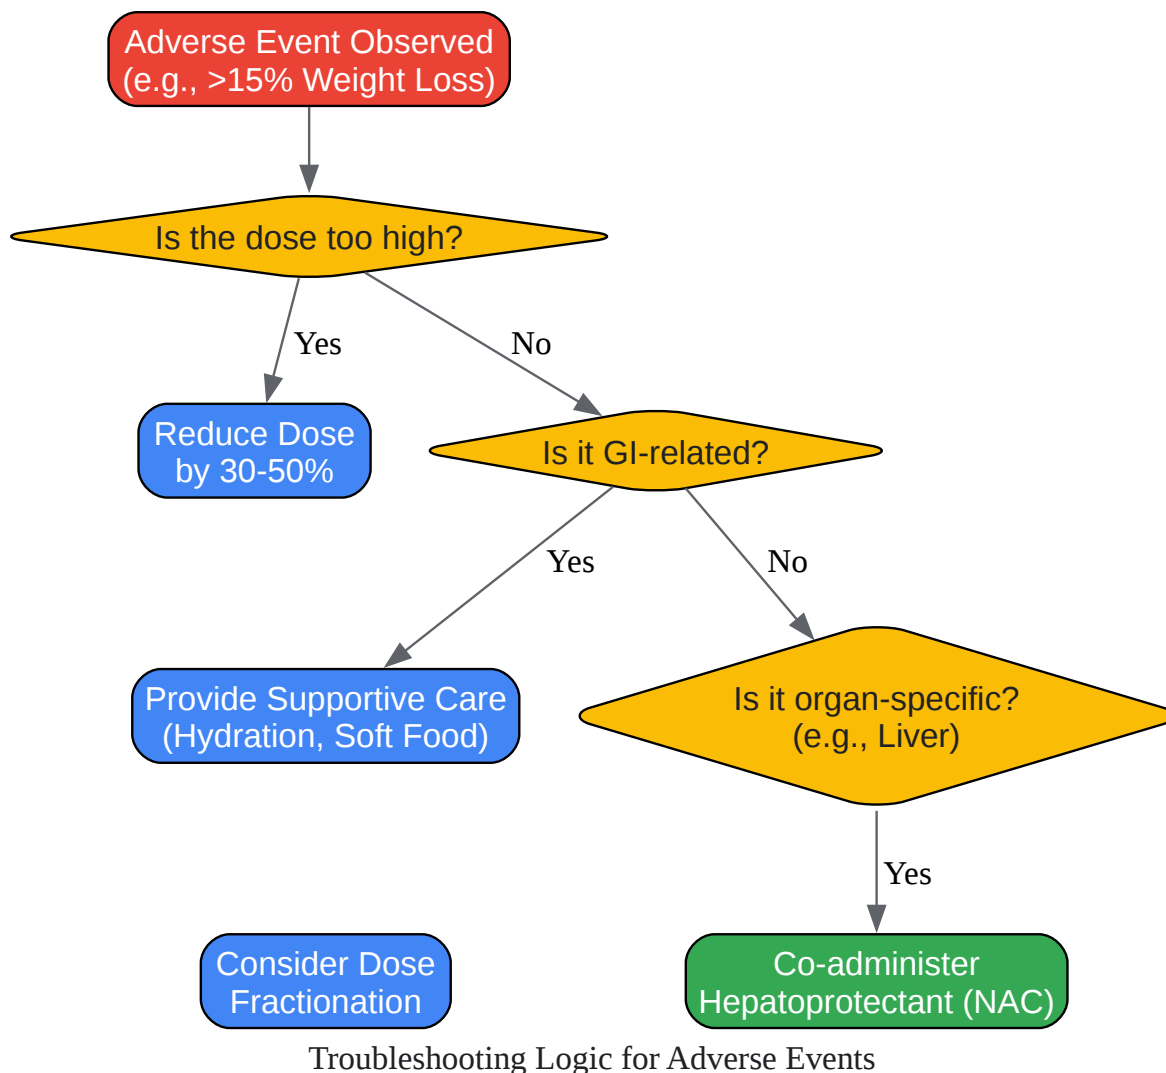 Adverse Event Observed
(e.g., >15% Weight Loss)
Is the dose too high?
Yes
No
Reduce Dose
by 30-50%
Is it GI-related?
Yes
No
Provide Supportive Care
(Hydration, Soft Food)
Is it organ-specific?
(e.g., Liver)
Yes
Consider Dose
Fractionation
Co-administer
Hepatoprotectant (NAC)
Troubleshooting Logic for Adverse Events